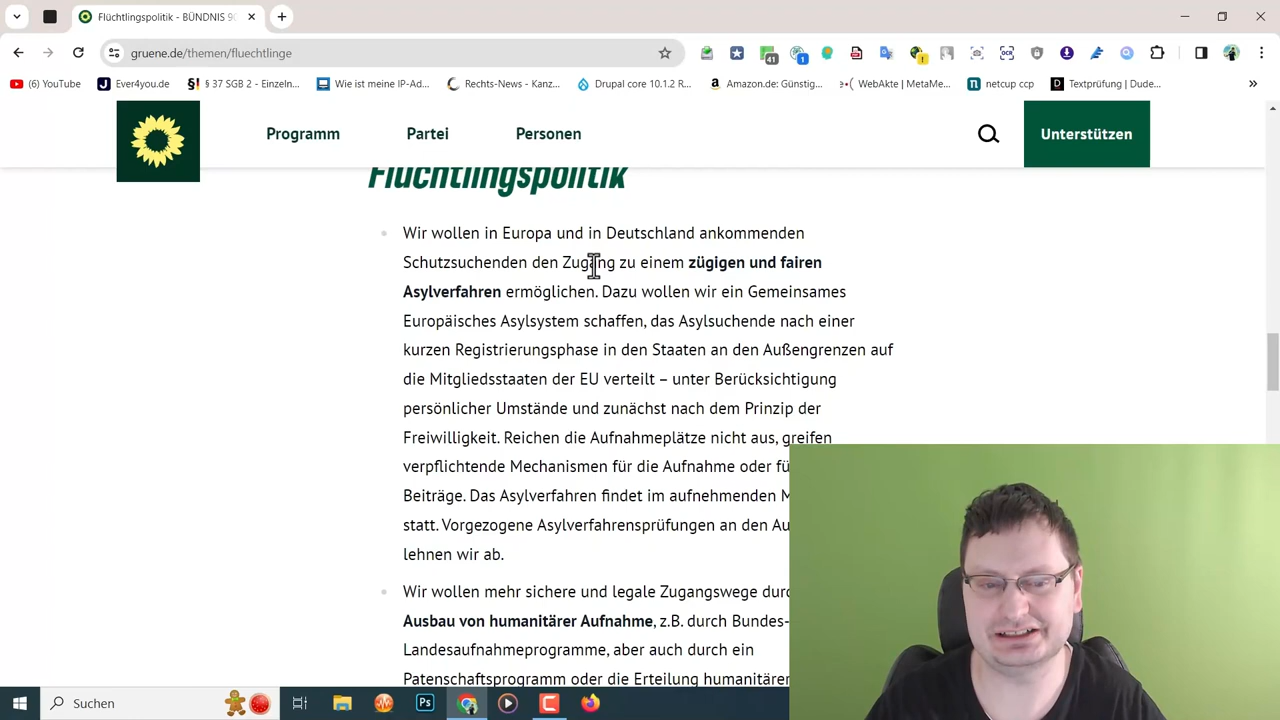 Flüchtlingspolitik - BÜNDNIS 90
gruene.de/themen/fluechtlinge
41
1
(6) YouTube
Ever4you.de
§ 37 SGB 2 - Einzeln...
Wie ist meine IP-Ad...
Rechts-News - Kanz...
Drupal core 10.1.2 R...
Amazon.de: Günstig...
WebAkte | MetaMe...
netcup ccp
Textprüfung | Dude...
Programm
Partei
Personen
Unterstützen
Flüchtlingspolitik
Wir wollen in Europa und in Deutschland ankommenden
Schutzsuchenden den Zugang zu einem zügigen und fairen
Asylverfahren ermöglichen. Dazu wollen wir ein Gemeinsames
Europäisches Asylsystem schaffen, das Asylsuchende nach einer
kurzen Registrierungsphase in den Staaten an den Außengrenzen auf
die Mitgliedsstaaten der EU verteilt – unter Berücksichtigung
persönlicher Umstände und zunächst nach dem Prinzip der
Freiwilligkeit. Reichen die Aufnahmeplätze nicht aus, greifen
verpflichtende Mechanismen für die Aufnahme oder fü
Beiträge. Das Asylverfahren findet im aufnehmenden M
statt. Vorgezogene Asylverfahrensprüfungen an den Au
lehnen wir ab.
Wir wollen mehr sichere und legale Zugangswege durc
Ausbau von humanitärer Aufnahme, z.B. durch Bundes-
Landesaufnahmeprogramme, aber auch durch ein
Patenschaftsprogramm oder die Erteilung humanitärer
Suchen
Ps